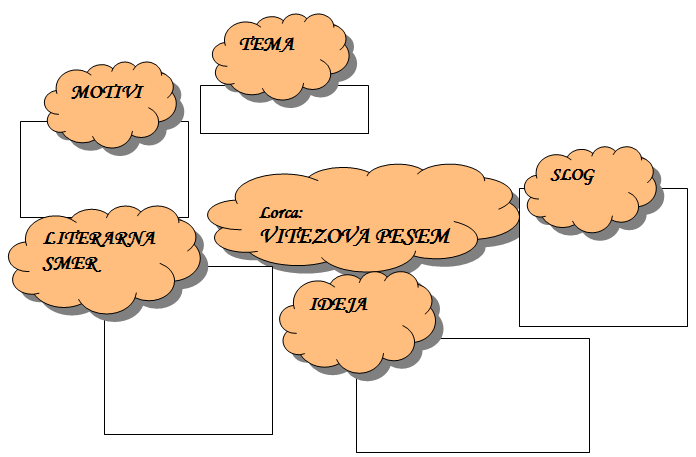 TEMA
MOTIVI
SLOG
Lorca:
VITEZOVA PESEM
LITERARNA
SMER
IDEJA